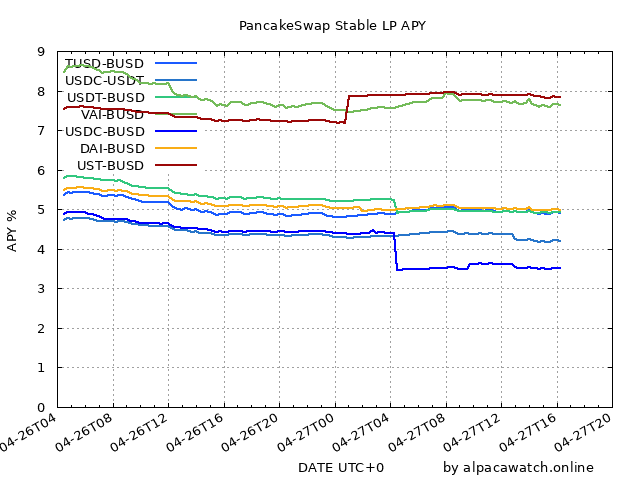 PancakeSwap Stable LP APY
9
8
7
6
5
4
3
2
1
0
APY %
TUSD-BUSD
USDC-USDT
USDT-BUSD
VAI-BUSD
USDC-BUSD
DAI-BUSD
UST-BUSD
04-26T04
04-26T08
04-26T12
04-26T16
04-26T20
04-27T00
04-27T04
04-27T08
04-27T12
04-27T16
04-27T20
DATE UTC+0
by alpacawatch.online